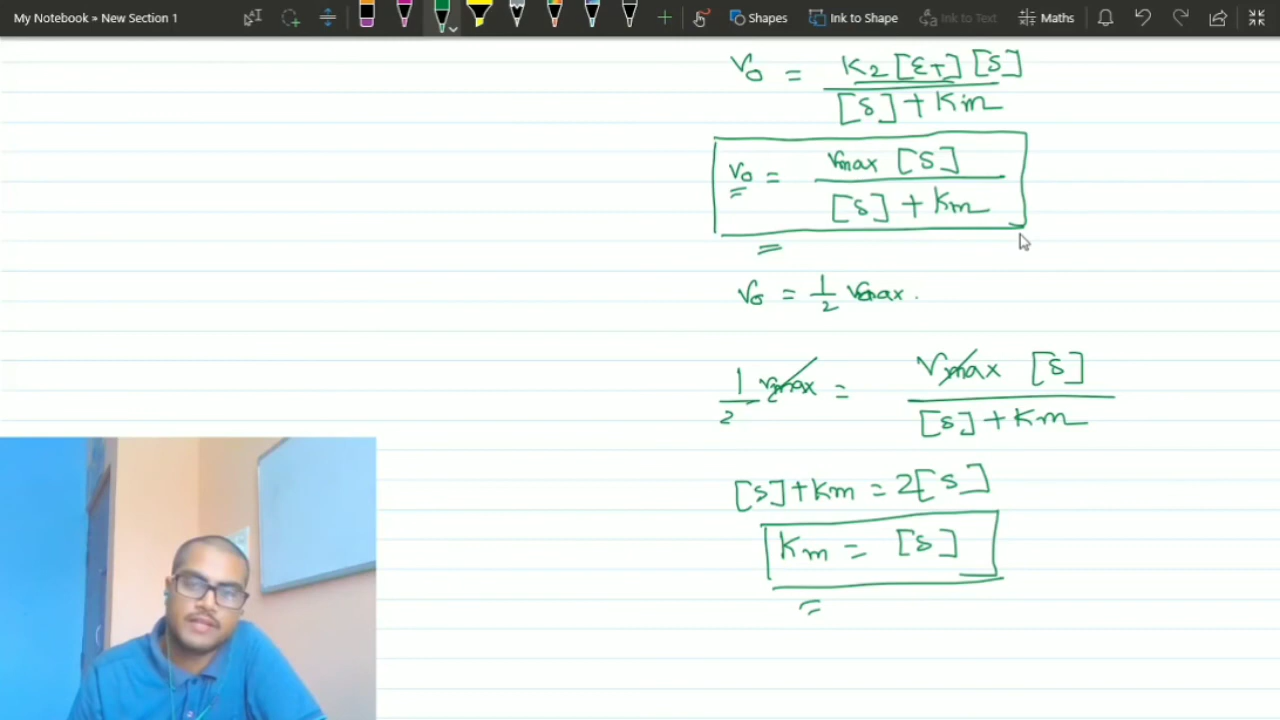 My Notebook » New Section 1
Shapes Ink to Shape Ink to Text Maths
V₀ = K₂ [ET] [S] / [S] + Km
V₀ = Vmax [S] / [S] + Km
V₀ = 1/2 Vmax.
1/2 Vmax = Vmax [S] / [S] + Km
[S] + Km = 2[S]
Km = [S]